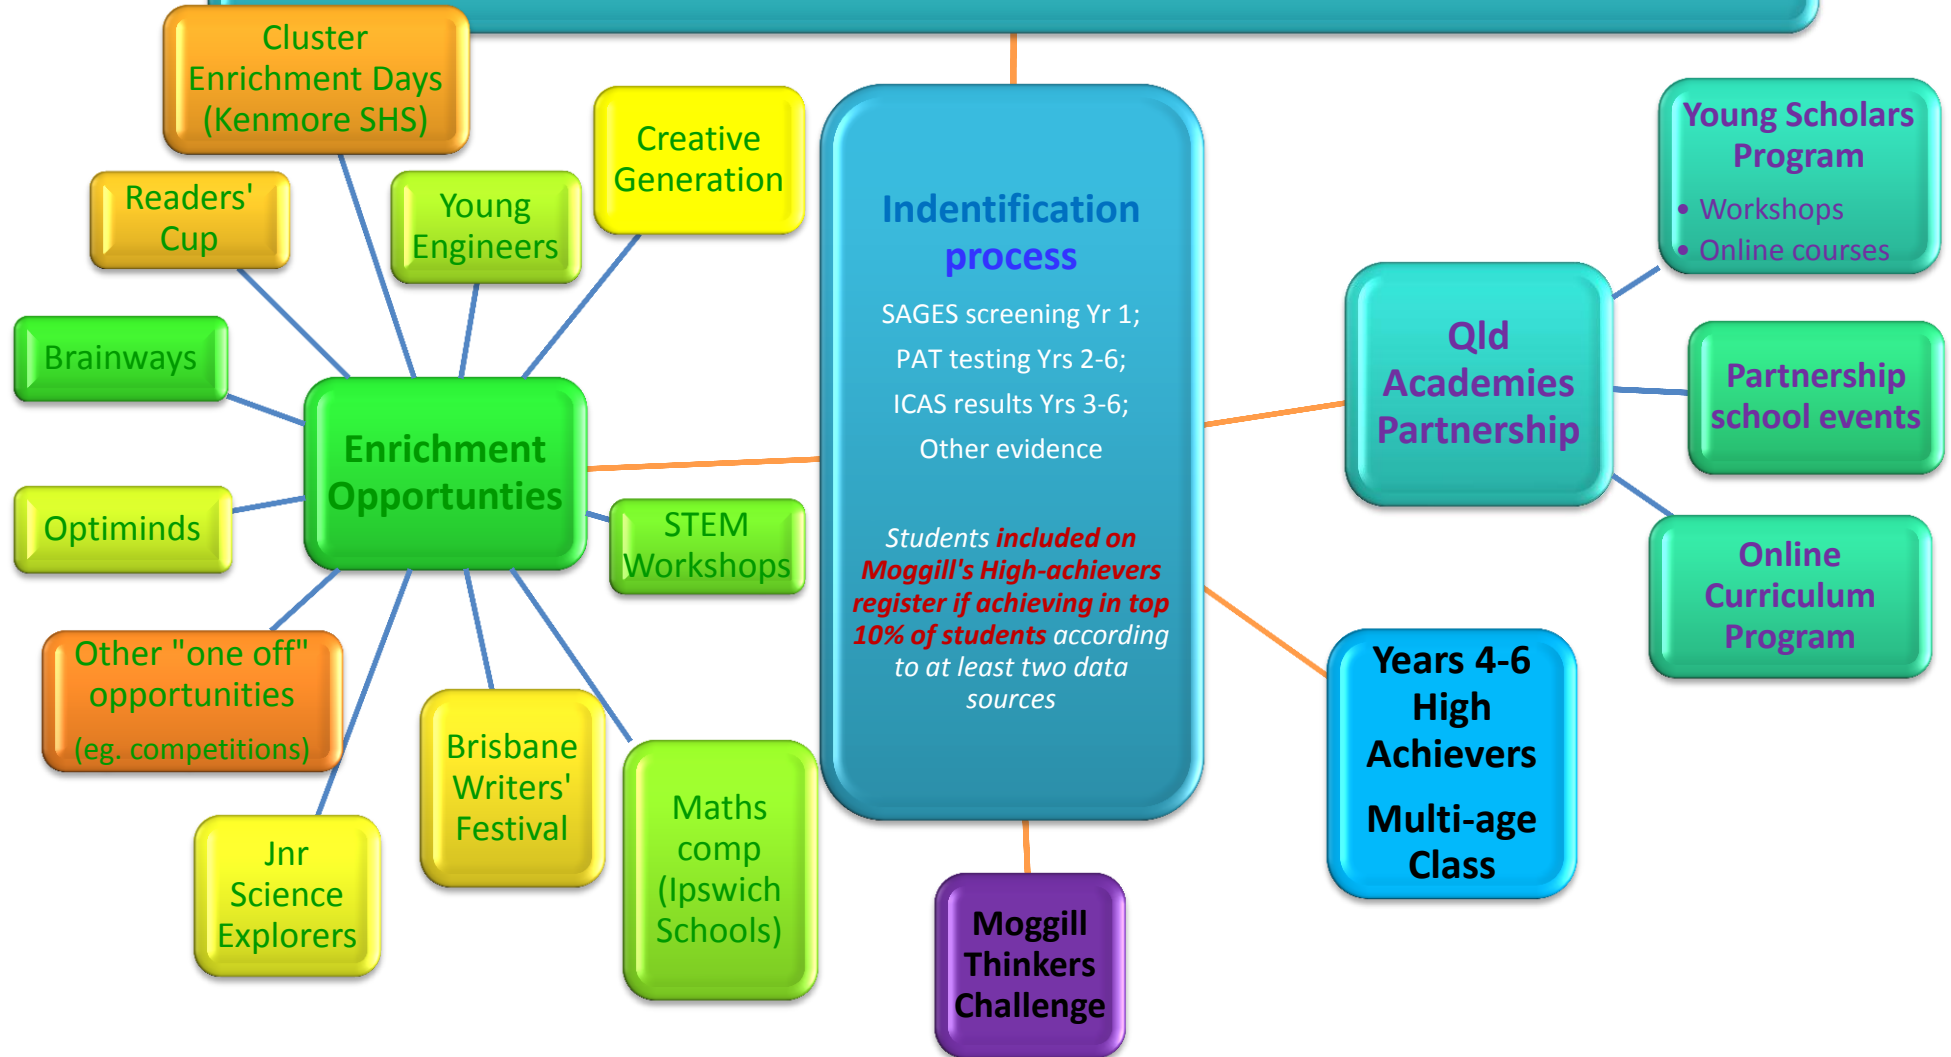 Cluster
Enrichment Days
(Kenmore SHS)
Creative
Generation
Readers'
Cup
Young
Engineers
Brainways
Enrichment
Opportunties
Optiminds
STEM
Workshops
Other "one off"
opportunities
(eg. competitions)
Jnr
Science
Explorers
Brisbane
Writers'
Festival
Maths
comp
(Ipswich
Schools)
Indentification
process
SAGES screening Yr 1;
PAT testing Yrs 2-6;
ICAS results Yrs 3-6;
Other evidence
Students included on
Moggill's High-achievers
register if achieving in top
10% of students according
to at least two data
sources
Moggill
Thinkers
Challenge
Qld
Academies
Partnership
Young Scholars
Program
• Workshops
• Online courses
Partnership
school events
Online
Curriculum
Program
Years 4-6
High
Achievers
Multi-age
Class